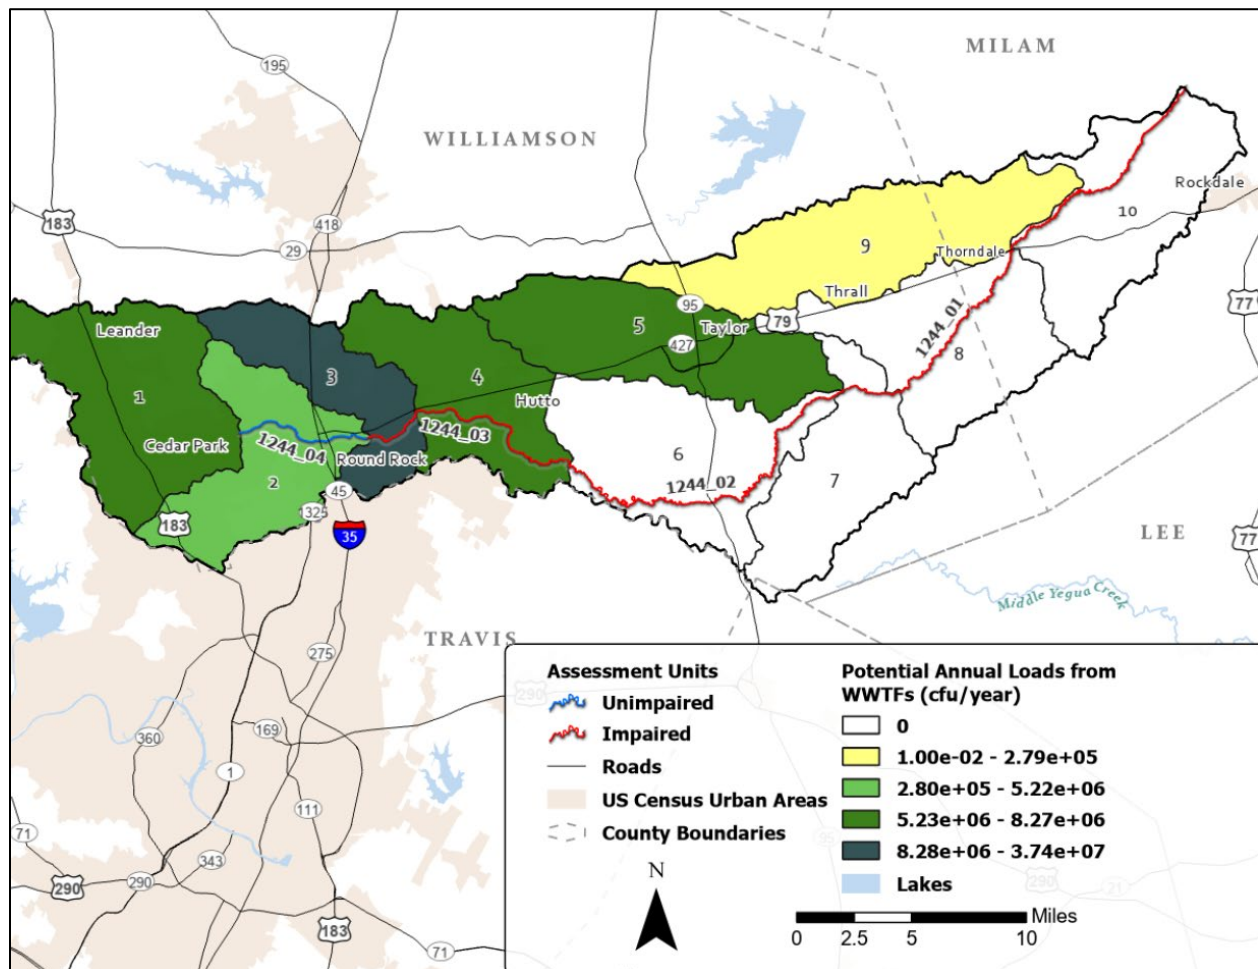 MILAM
195
WILLIAMSON
Rockdale
183
418
10
29
9
Thorndale
Thrall
77
95
79
1244_01
Leander
5
Taylor
427
8
3
4
1
Hutto
Cedar Park
1244_04
1244_03
Round Rock
6
1244_02
7
2
45
183
1325
35
LEE
77
Middle Yegua Creek
TRAVIS
275
290
360
169
1
111
71
343
290
290
183
71
95
290
21
Assessment Units
Unimpaired
Impaired
Roads
US Census Urban Areas
County Boundaries
N
Potential Annual Loads from
WWTFs (cfu/year)
0
1.00e-02 - 2.79e+05
2.80e+05 - 5.22e+06
5.23e+06 - 8.27e+06
8.28e+06 - 3.74e+07
Lakes
Miles
0 2.5 5 10